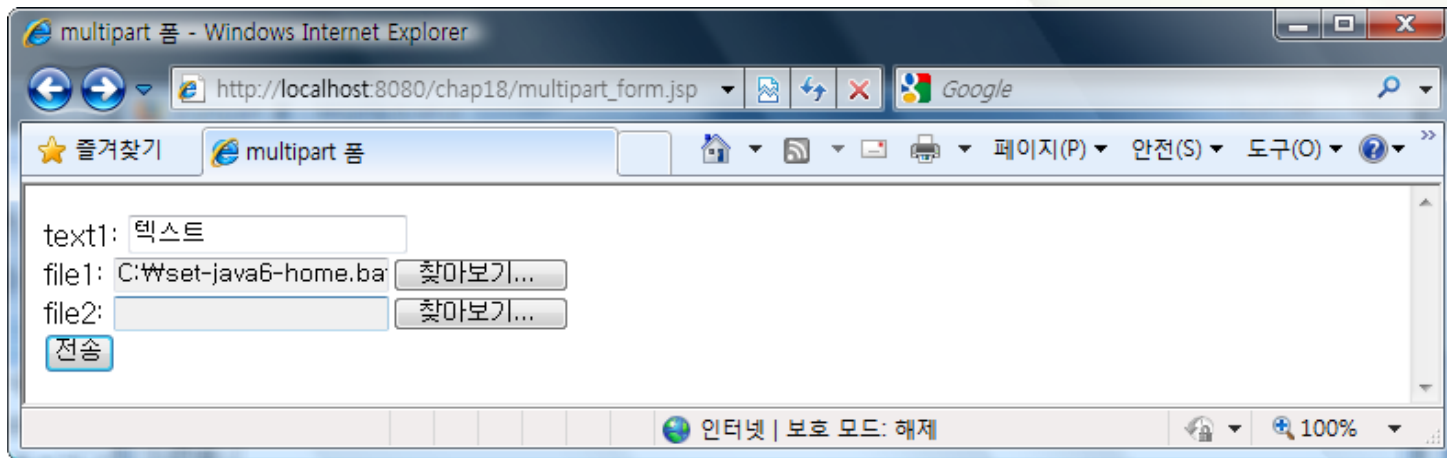 multipart 폼 - Windows Internet Explorer
http://localhost:8080/chap18/multipart_form.jsp
Google
즐겨찾기
multipart 폼
페이지(P)
안전(S)
도구(O)
text1: 텍스트
file1: C:₩set-java6-home.ba 찾아보기...
file2: 찾아보기...
전송
인터넷 | 보호 모드: 해제
100%